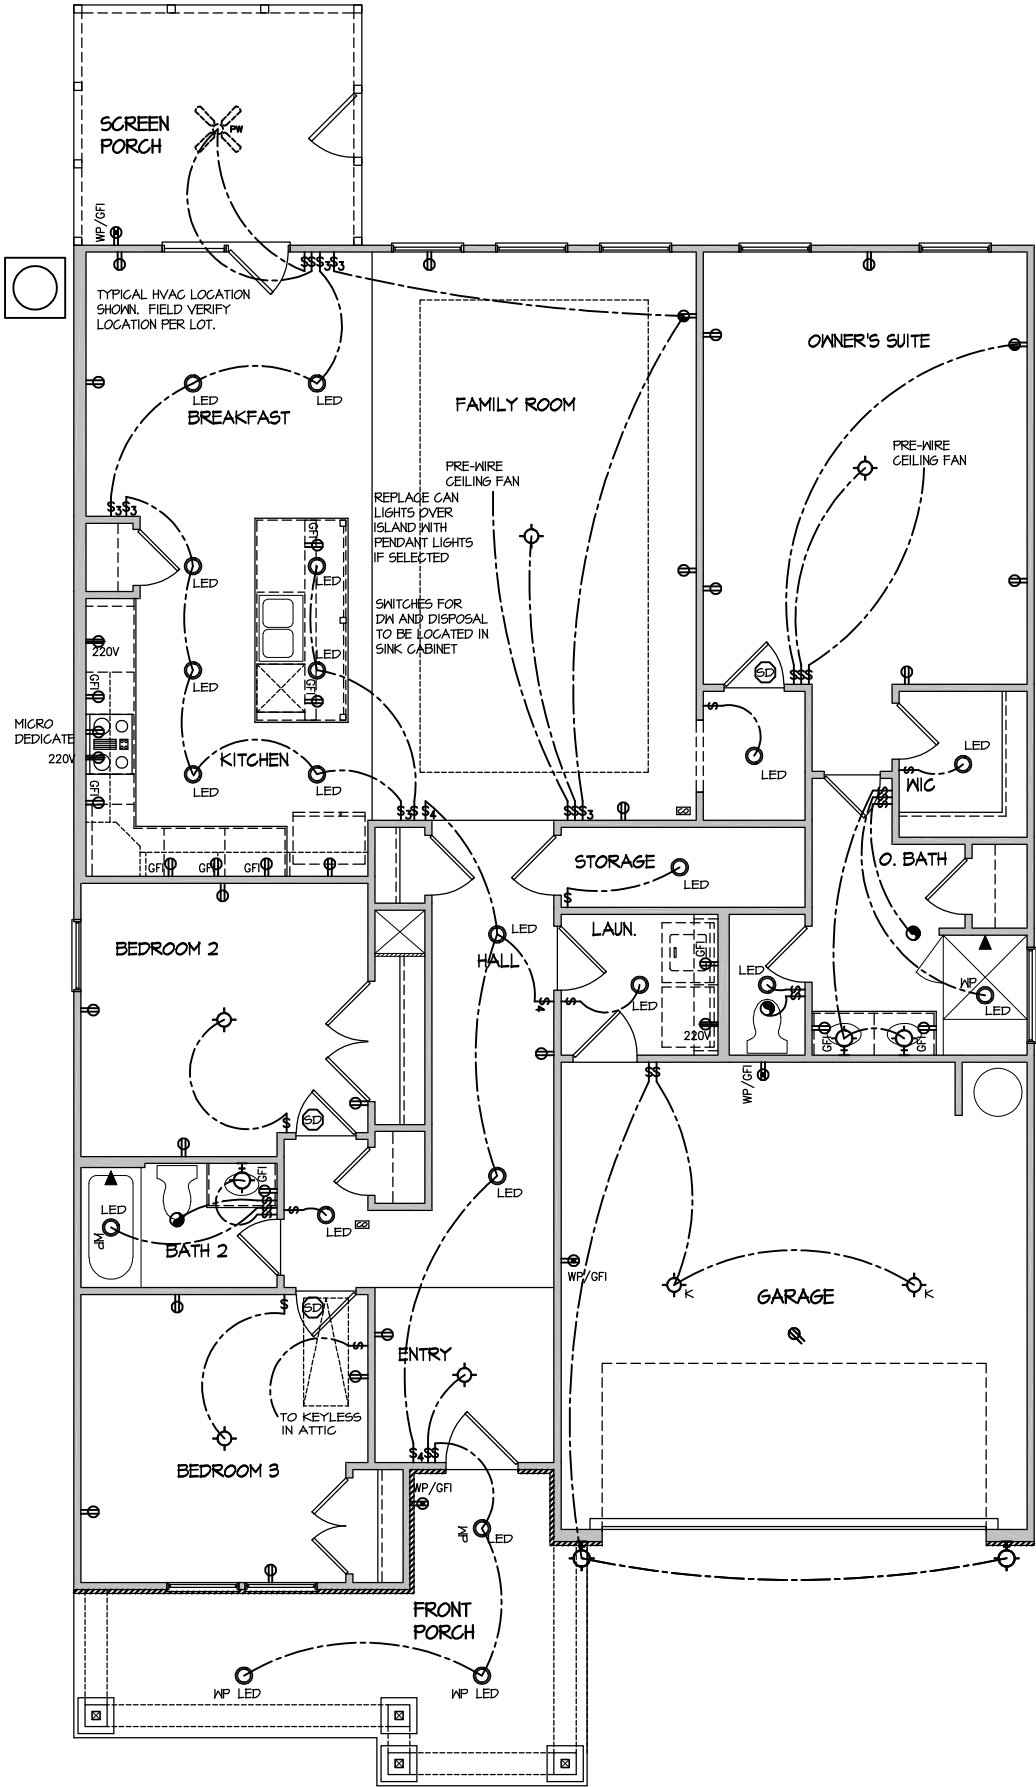 SCREEN
PORCH
PW
WP/GFI
$$3 $3
TYPICAL HVAC LOCATION
SHOWN. FIELD VERIFY
LOCATION PER LOT.
OWNER'S SUITE
LED
LED
BREAKFAST
FAMILY ROOM
PRE-WIRE
CEILING FAN
PRE-WIRE
CEILING FAN
REPLACE CAN
LIGHTS OVER
ISLAND WITH
PENDANT LIGHTS
IF SELECTED
$3$3
GFI
LED
LED
SWITCHES FOR
DW AND DISPOSAL
TO BE LOCATED IN
SINK CABINET
220V
LED
LED
GFI
GFI
SD
$$$
$
MICRO
DEDICATE
220V
KITCHEN
LED
LED
LED
LED
$
WIC
GFI
$3 $ $4
$$$3
$$$
GFI
GFI
GFI
STORAGE
LED
$
O. BATH
BEDROOM 2
LED
HALL
LAUN.
GFI
LED
LED
$4
$
220V
$$
WP
LED
GFI
GFI
$
SD
$$
WP/GFI
LED
GFI
LED
WP
BATH 2
$$$
$
LED
WP/GFI
$
SD
$
K
K
GARAGE
ENTRY
TO KEYLESS
IN ATTIC
BEDROOM 3
$4 $$
WP/GFI
WP
LED
FRONT
PORCH
WP LED
WP LED